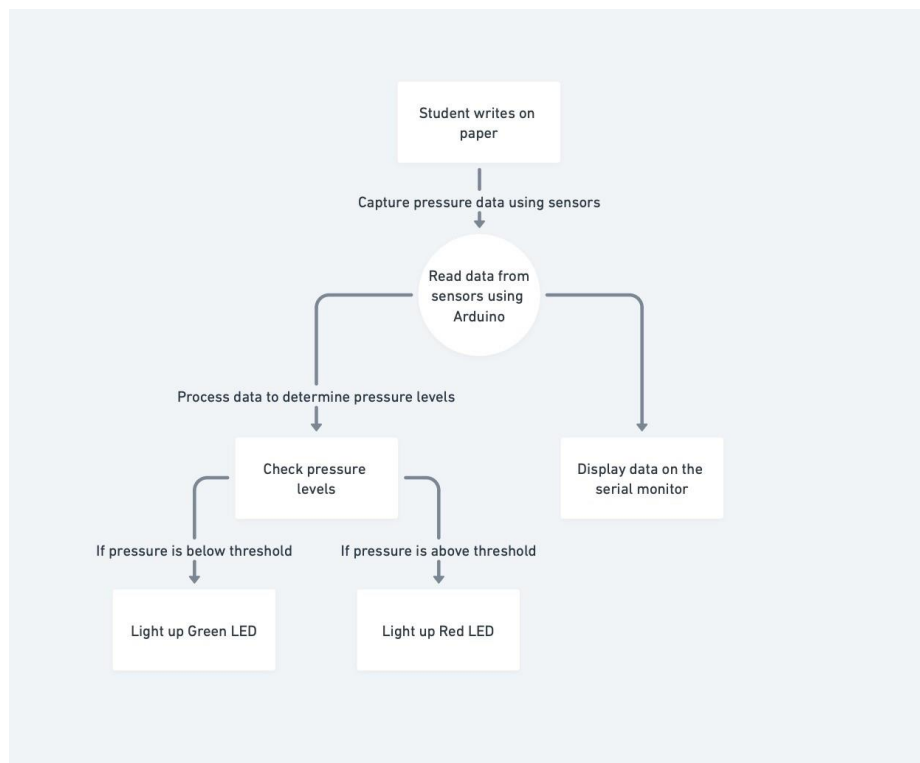 Student writes on
paper
Capture pressure data using sensors
Read data from
sensors using
Arduino
Process data to determine pressure levels
Check pressure
levels
Display data on the
serial monitor
If pressure is below threshold
If pressure is above threshold
Light up Green LED
Light up Red LED